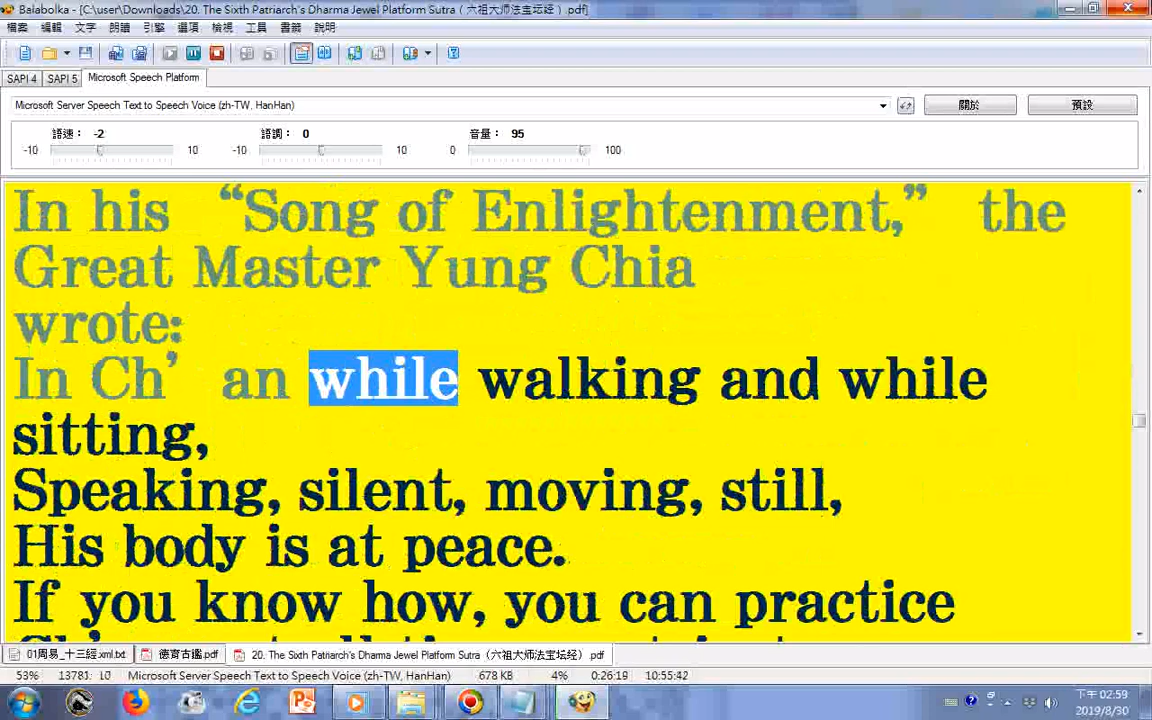 Balabolka - [C:\user\Downloads\20. The Sixth Patriarch's Dharma Jewel Platform Sutra（六祖大师法宝坛经）.pdf]
檔案 編輯 文字 朗讀 引擎 選項 檢視 工具 書籤 說明
SAPI 4 SAPI 5 Microsoft Speech Platform
Microsoft Server Speech Text to Speech Voice (zh-TW, HanHan) 關於 預設
語速： -2 語調： 0 音量： 95
-10 10 -10 10 0 100
In his “Song of Enlightenment,” the
Great Master Yung Chia
wrote:
In Ch’ an while walking and while
sitting,
Speaking, silent, moving, still,
His body is at peace.
If you know how, you can practice
01周易_十三經.xml.txt 德育古鑑.pdf 20. The Sixth Patriarch's Dharma Jewel Platform Sutra（六祖大师法宝坛经）.pdf
53% 13781: 10 Microsoft Server Speech Text to Speech Voice (zh-TW, HanHan) 678 KB 4% 0:26:19 10:55:42
下午 02:59
2019/8/30